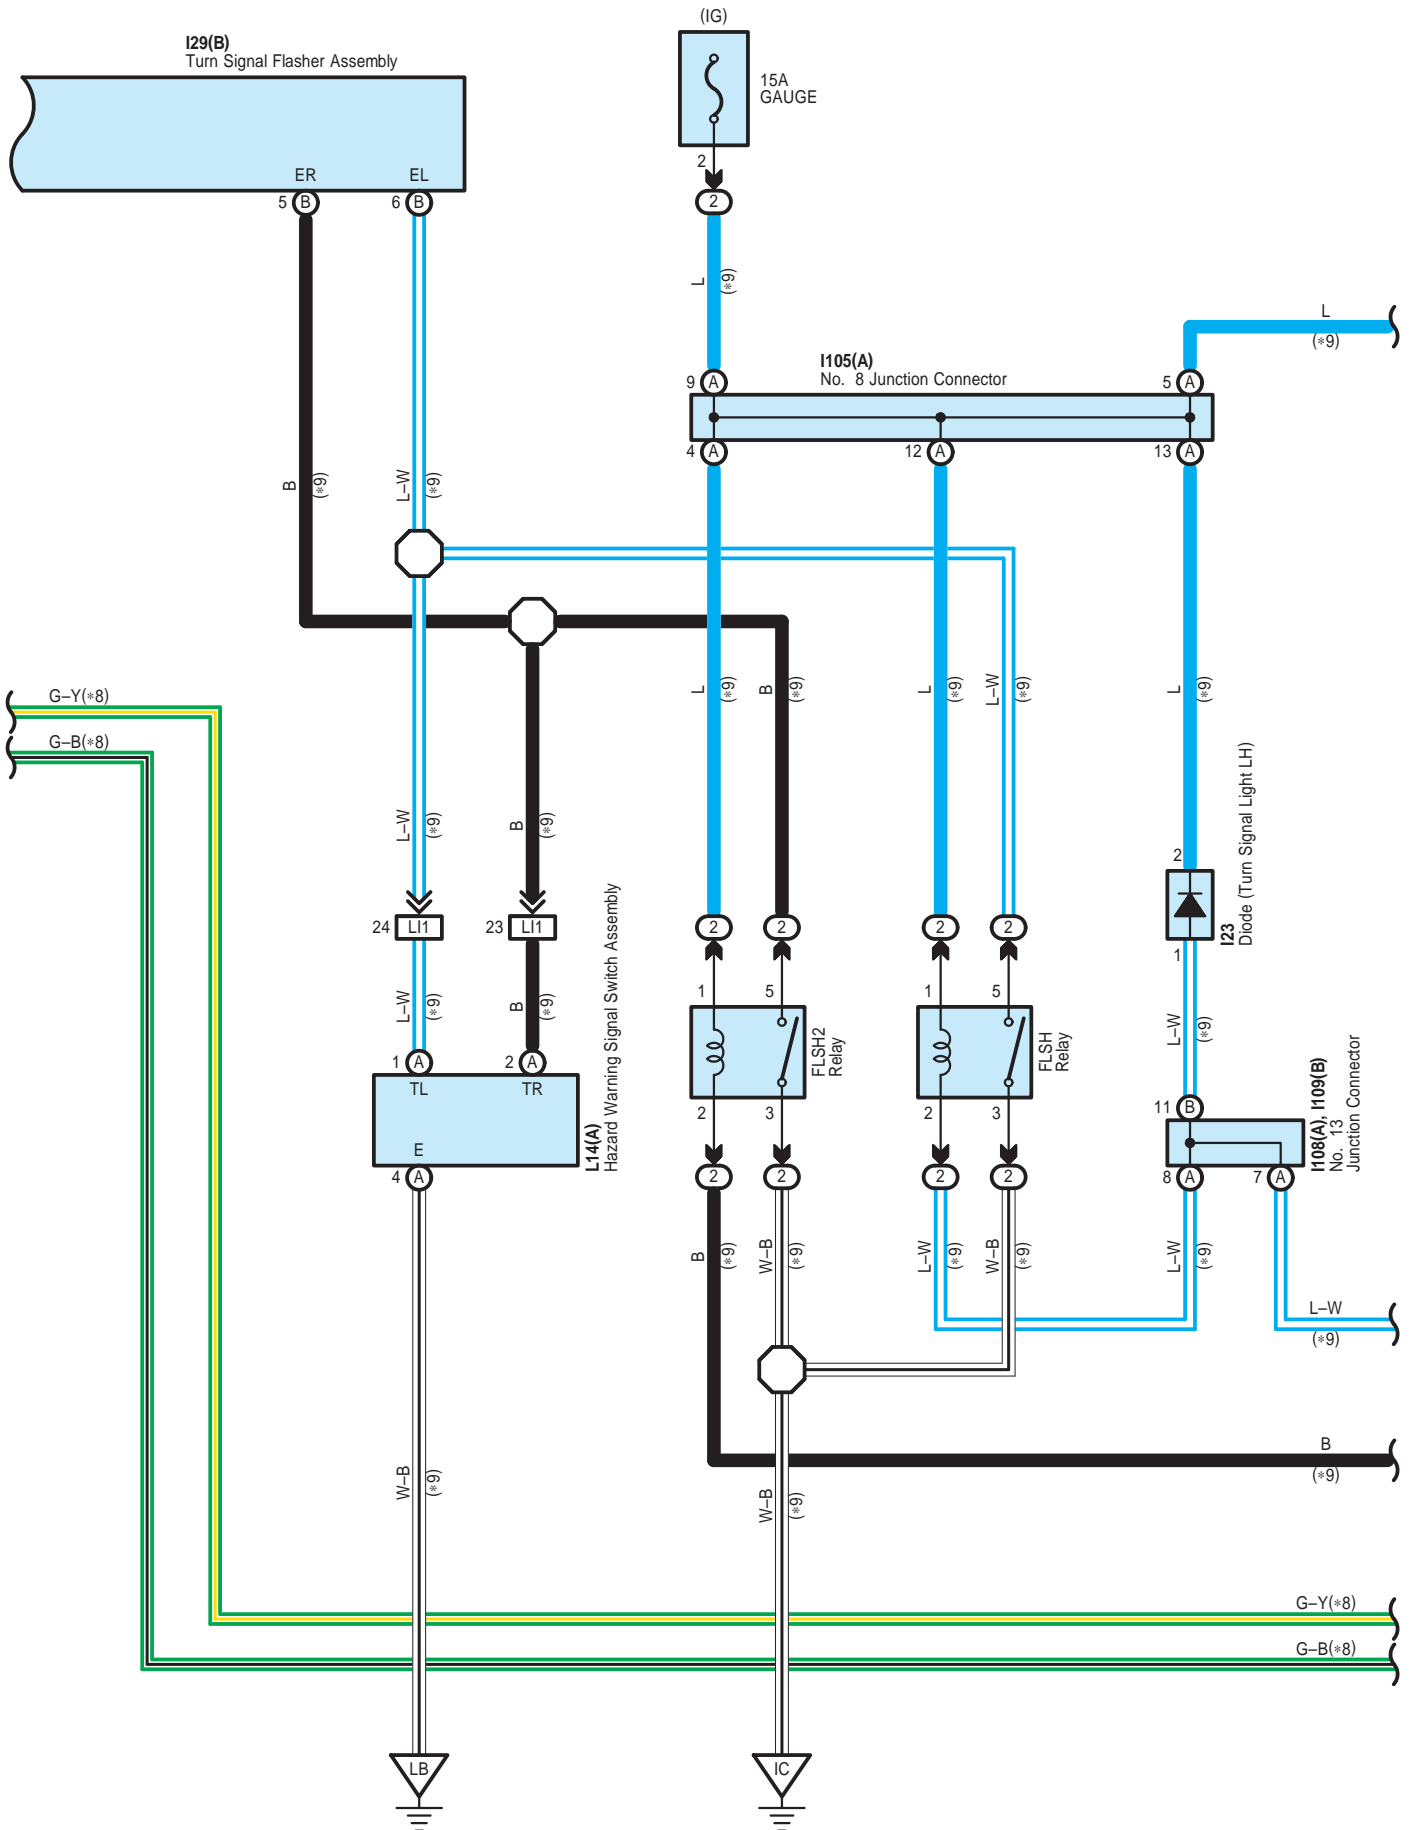 (IG)
I29(B)
Turn Signal Flasher Assembly
15A
GAUGE
2
2
ER
EL
5
B
6
B
L
(*9)
L
(*9)
I105(A)
No. 8 Junction Connector
9
A
5
A
4
A
12
A
13
A
B
(*9)
L–W
(*9)
G–Y(*8)
G–B(*8)
L
(*9)
B
(*9)
L
(*9)
L–W
(*9)
L
(*9)
L–W
(*9)
B
(*9)
2
1
I23
Diode (Turn Signal Light LH)
24
LI1
23
LI1
2
2
2
2
L–W
(*9)
B
(*9)
1
5
1
5
L–W
(*9)
FLSH2
Relay
FLSH
Relay
1
A
2
A
TL
TR
E
L14(A)
Hazard Warning Signal Switch Assembly
2
3
2
3
11
B
I108(A), I109(B)
No. 13
Junction Connector
4
A
2
2
2
2
8
A
7
A
B
(*9)
W–B
(*9)
L–W
(*9)
W–B
(*9)
L–W
(*9)
L–W
(*9)
B
(*9)
W–B
(*9)
W–B
(*9)
G–Y(*8)
G–B(*8)
LB
IC